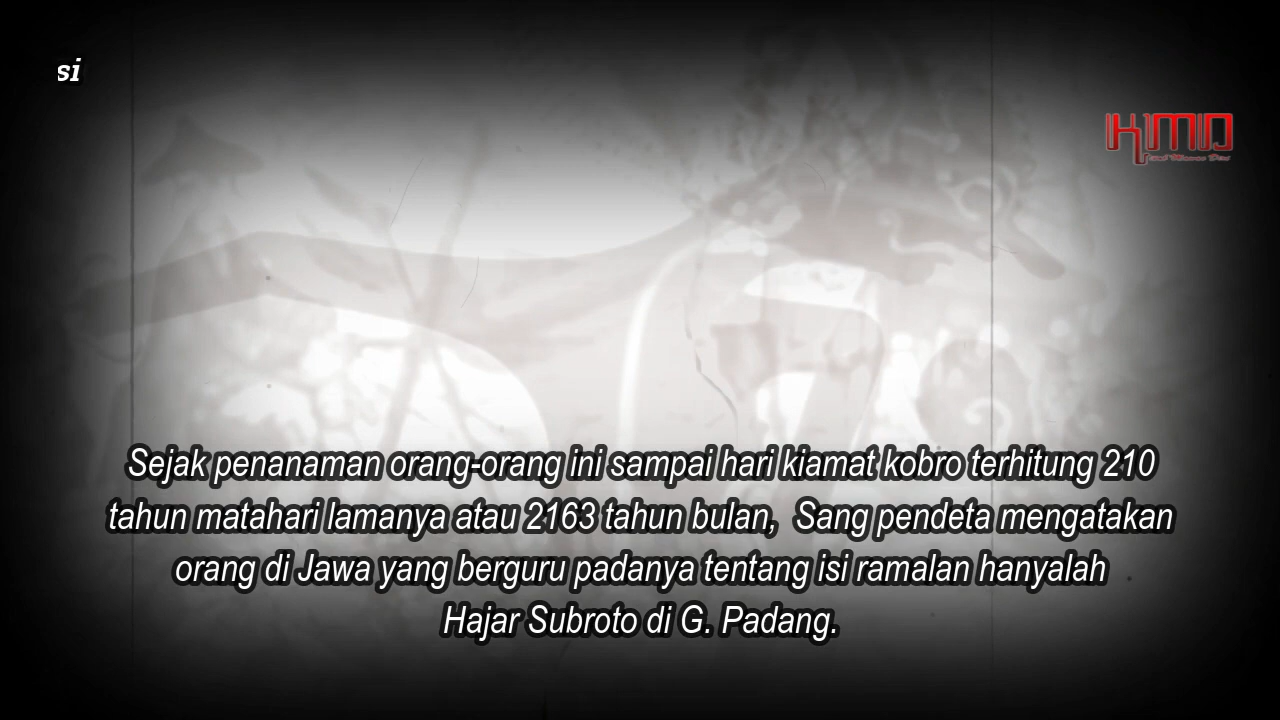 si
KJMD
Sejak penanaman orang-orang ini sampai hari kiamat kobro terhitung 210
tahun matahari lamanya atau 2163 tahun bulan, Sang pendeta mengatakan
orang di Jawa yang berguru padanya tentang isi ramalan hanyalah
Hajar Subroto di G. Padang.